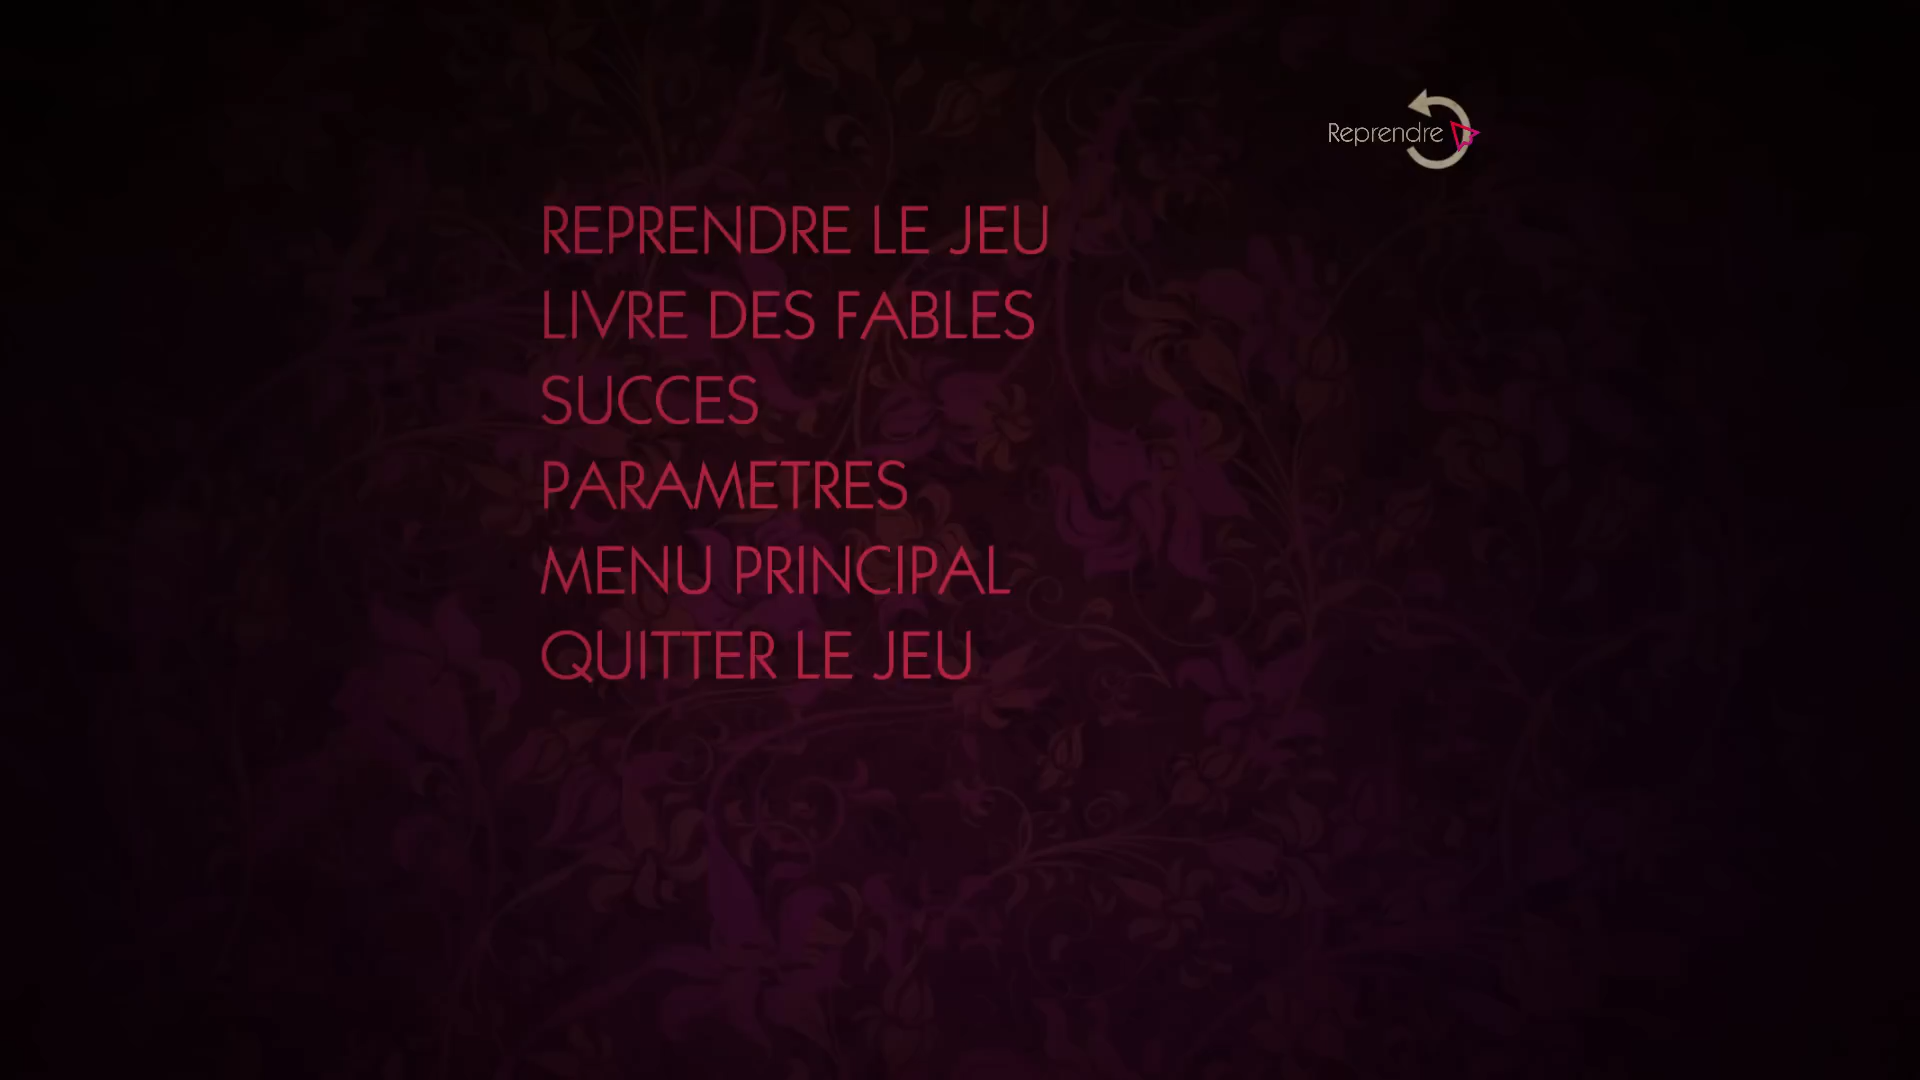 Reprendre
REPRENDRE LE JEU
LIVRE DES FABLES
SUCCES
PARAMETRES
MENU PRINCIPAL
QUITTER LE JEU